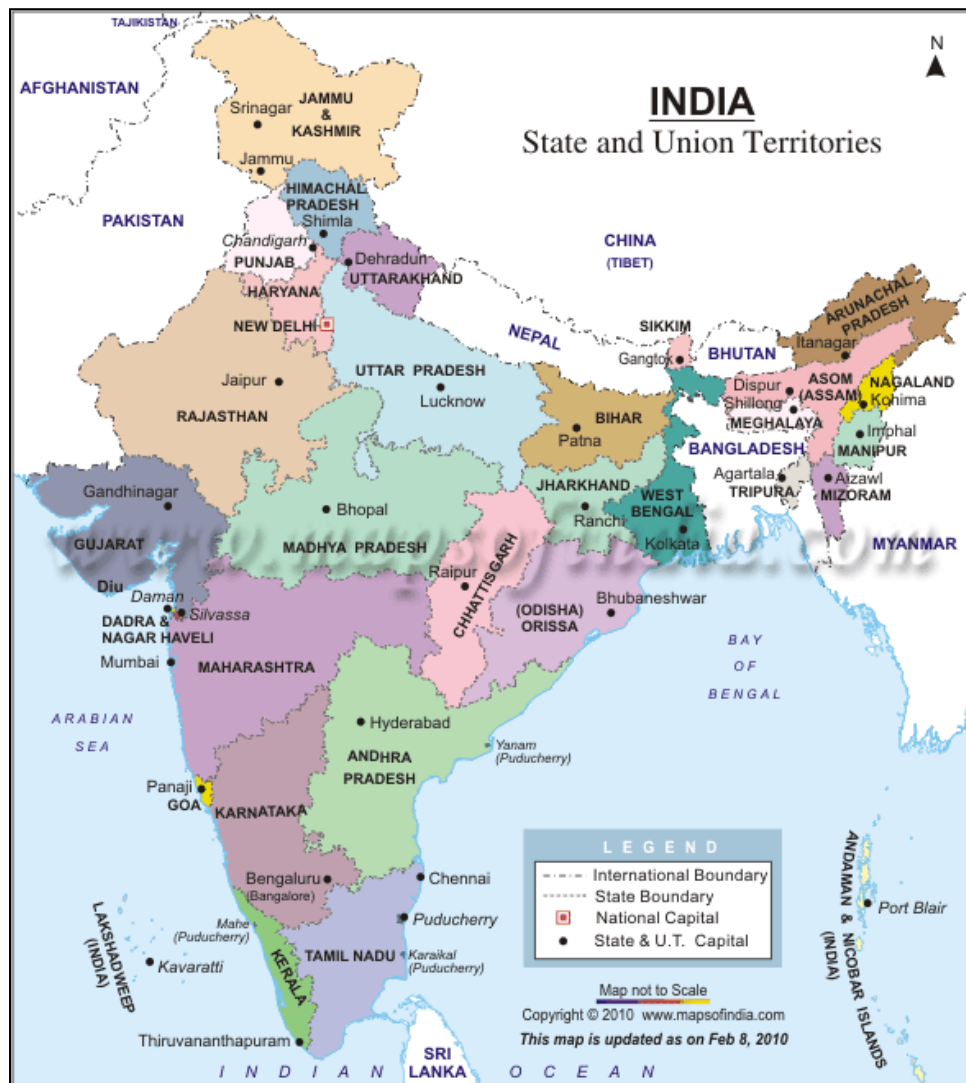 TAJIKISTAN
AFGHANISTAN
N
INDIA
State and Union Territories
JAMMU
&
KASHMIR
Srinagar
Jammu
HIMACHAL
PRADESH
Shimla
PAKISTAN
CHINA
(TIBET)
Chandigarh
PUNJAB
Dehradun
UTTARAKHAND
HARYANA
NEW DELHI
NEPAL
SIKKIM
Gangtok
BHUTAN
ARUNACHAL
PRADESH
Itanagar
Jaipur
RAJASTHAN
UTTAR PRADESH
Lucknow
BIHAR
Patna
Dispur
Shillong
MEGHALAYA
ASOM
(ASSAM)
NAGALAND
Kohima
BANGLADESH
Imphal
MANIPUR
Agartala
TRIPURA
Aizawl
MIZORAM
Gandhinagar
GUJARAT
Bhopal
MADHYA PRADESH
JHARKHAND
Ranchi
WEST
BENGAL
Kolkata
MYANMAR
www.mapsofindia.com
Diu
Daman
Silvassa
DADRA &
NAGAR HAVELI
Raipur
CHHATTISGARH
(ODISHA)
ORISSA
Bhubaneshwar
Mumbai
MAHARASHTRA
BAY
OF
BENGAL
ARABIAN
SEA
Hyderabad
ANDHRA
PRADESH
Yanam
(Puducherry)
Panaji
GOA
KARNATAKA
Bengaluru
(Bangalore)
Chennai
LEGEND
International Boundary
State Boundary
National Capital
State & U.T. Capital
ANDAMAN & NICOBAR ISLANDS
(INDIA)
Port Blair
LAKSHADWEEP
(INDIA)
Kavaratti
Mahe
(Puducherry)
KERALA
TAMIL NADU
Puducherry
Karaikal
(Puducherry)
Thiruvananthapuram
Map not to Scale
Copyright © 2010 www.mapsofindia.com
This map is updated as on Feb 8, 2010
SRI
LANKA
INDIAN OCEAN